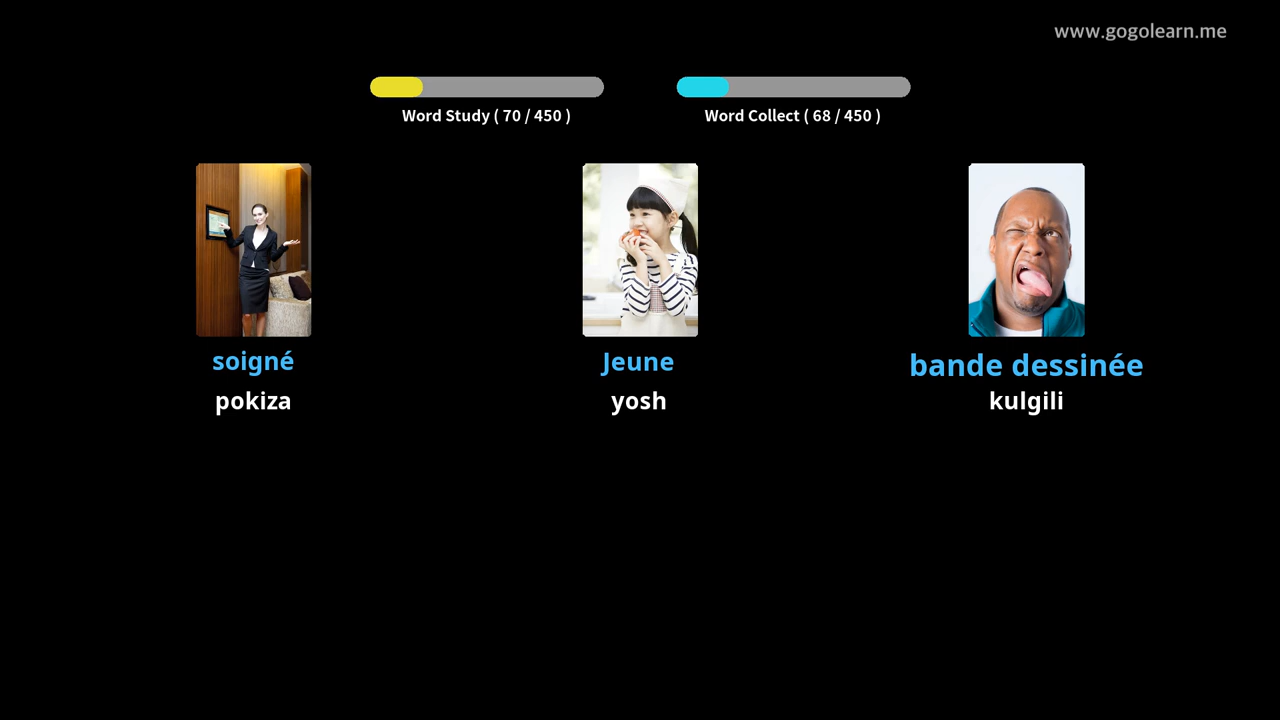 www.gogolearn.me
Word Study ( 70 / 450 )
Word Collect ( 68 / 450 )
soigné
Jeune
bande dessinée
pokiza
yosh
kulgili